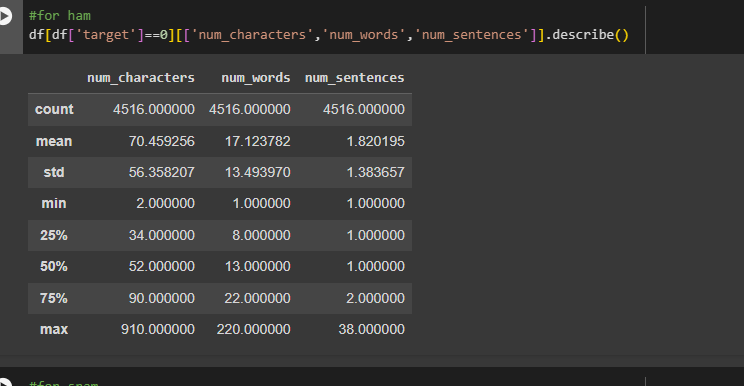 #for ham
df[df['target']==0][['num_characters','num_words','num_sentences']].describe()
num_characters num_words num_sentences
count 4516.000000 4516.000000 4516.000000
mean 70.459256 17.123782 1.820195
std 56.358207 13.493970 1.383657
min 2.000000 1.000000 1.000000
25% 34.000000 8.000000 1.000000
50% 52.000000 13.000000 1.000000
75% 90.000000 22.000000 2.000000
max 910.000000 220.000000 38.000000
#for spam